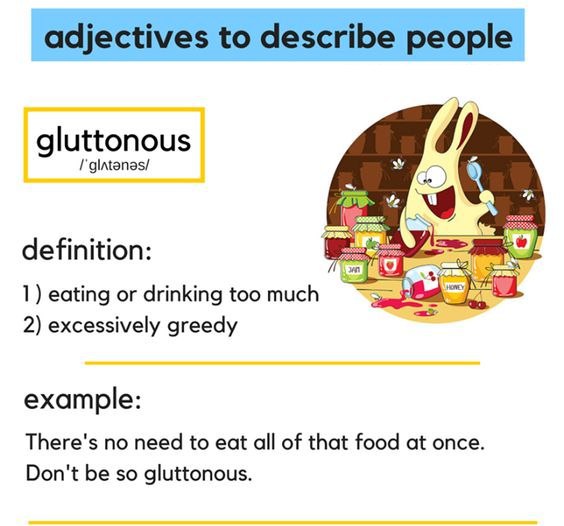 adjectives to describe people
gluttonous
/ˈglʌtənəs/
definition:
1) eating or drinking too much
2) excessively greedy
JAM
HONEY
example:
There's no need to eat all of that food at once.
Don't be so gluttonous.